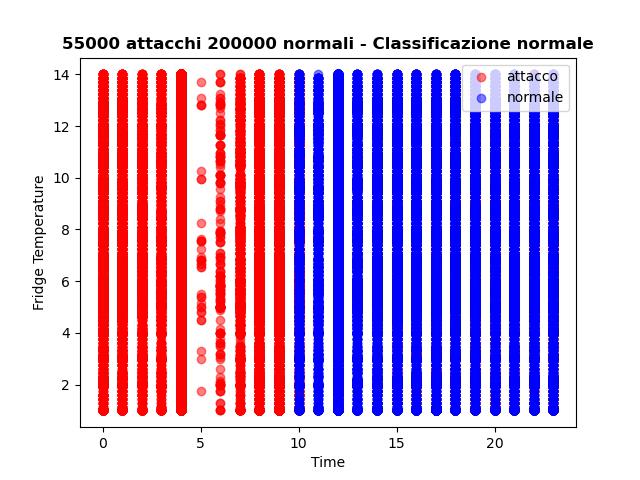 55000 attacchi 200000 normali - Classificazione normale
attacco
normale
14
12
10
8
6
4
2
Fridge Temperature
0 5 10 15 20
Time